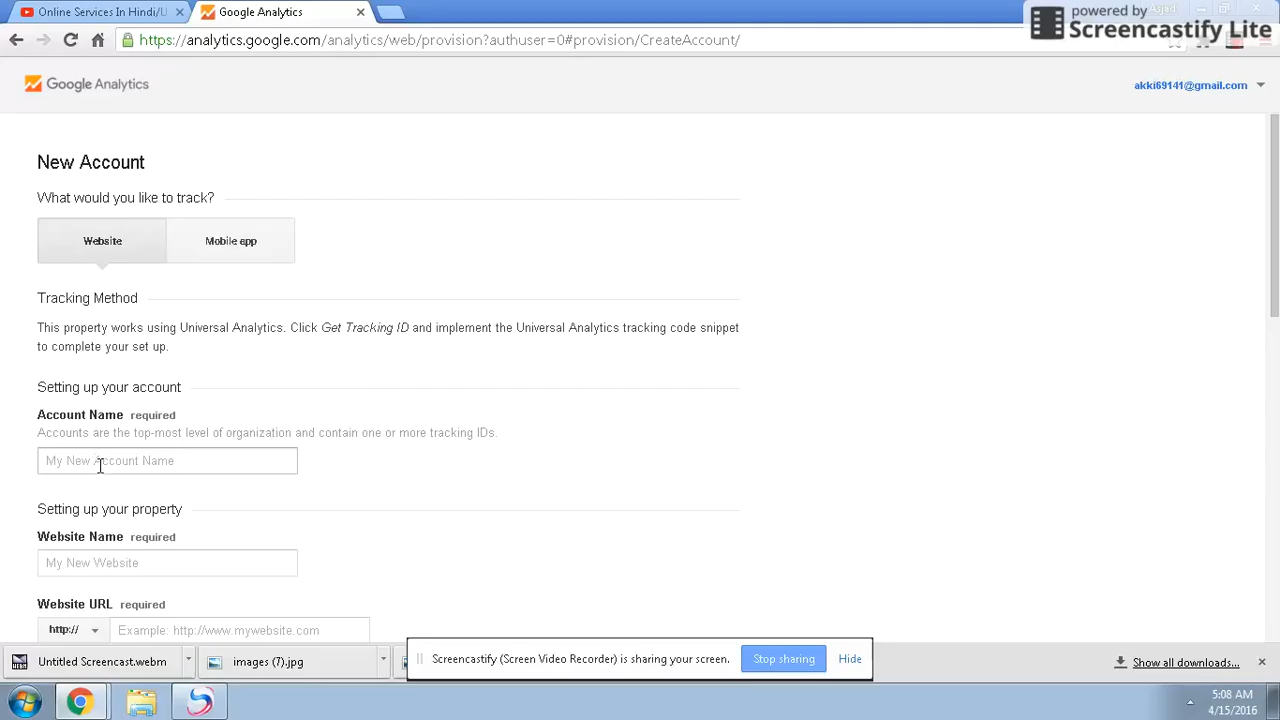 Online Services In Hindi/U
Google Analytics
Asjad
powered by
Screencastify Lite
https://analytics.google.com
provision/CreateAccount/
Google Analytics
akki69141@gmail.com
New Account
What would you like to track?
Website
Mobile app
Tracking Method
This property works using Universal Analytics. Click Get Tracking ID and implement the Universal Analytics tracking code snippet
to complete your set up.
Setting up your account
Account Name required
Accounts are the top-most level of organization and contain one or more tracking IDs.
My New Account Name
Setting up your property
Website Name required
My New Website
Website URL required
http://
Example: http://www.mywebsite.com
Untitled Screencast.webm
images (7).jpg
Screencastify (Screen Video Recorder) is sharing your screen.
Stop sharing
Hide
Show all downloads...
5:08 AM
4/15/2016